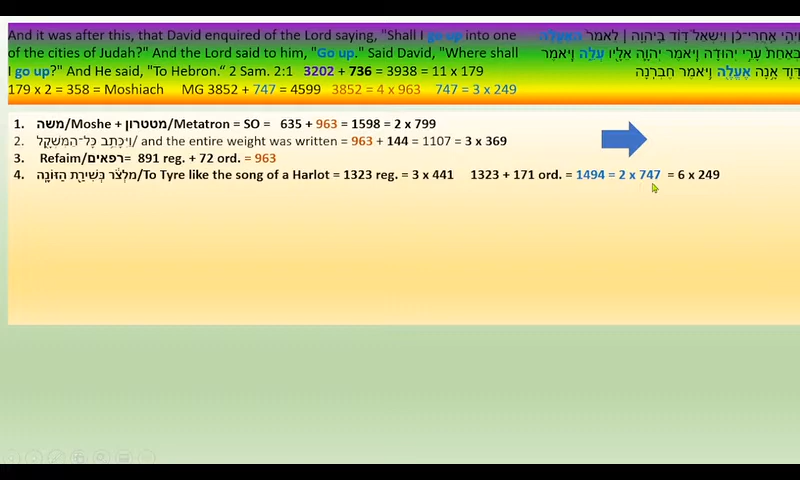 And it was after this, that David enquired of the Lord saying, "Shall I go up into one
of the cities of Judah?" And the Lord said to him, "Go up." Said David, "Where shall
I go up?" And He said, "To Hebron." 2 Sam. 2:1 3202 + 736 = 3938 = 11 x 179
179 x 2 = 358 = Moshiach MG 3852 + 747 = 4599 3852 = 4 x 963 747 = 3 x 249
וַיְהִ֣י אַֽחֲרֵי־כֵ֗ן וַיִּשְׁאַל֩ דָּוִ֨ד בַּֽיהוָ֤ה | לֵאמֹר֙ הַאֶעֱלֶ֗ה
בְּאַחַת֙ עָרֵ֣י יְהוּדָ֔ה וַיֹּ֧אמֶר יְהוָ֛ה אֵלָ֖יו עֲלֵ֑ה וַיֹּ֧אמֶר
דָּוִ֛ד אָ֥נָה אֶעֱלֶ֖ה וַיֹּ֥אמֶר חֶבְרֹֽנָה
1. משה/Moshe + מטטרון/Metatron = SO = 635 + 963 = 1598 = 2 x 799
2. וַיִּכָּתֵ֥ב כָּֽל־הַמִּשְׁקָ֖ל/ and the entire weight was written = 963 + 144 = 1107 = 3 x 369
3. Refaim/רפאים= 891 reg. + 72 ord. = 963
4. מלְצֹ֔ר כְּשִׁירַ֖ת הַזּוֹנָֽה/To Tyre like the song of a Harlot = 1323 reg. = 3 x 441 1323 + 171 ord. = 1494 = 2 x 747 = 6 x 249